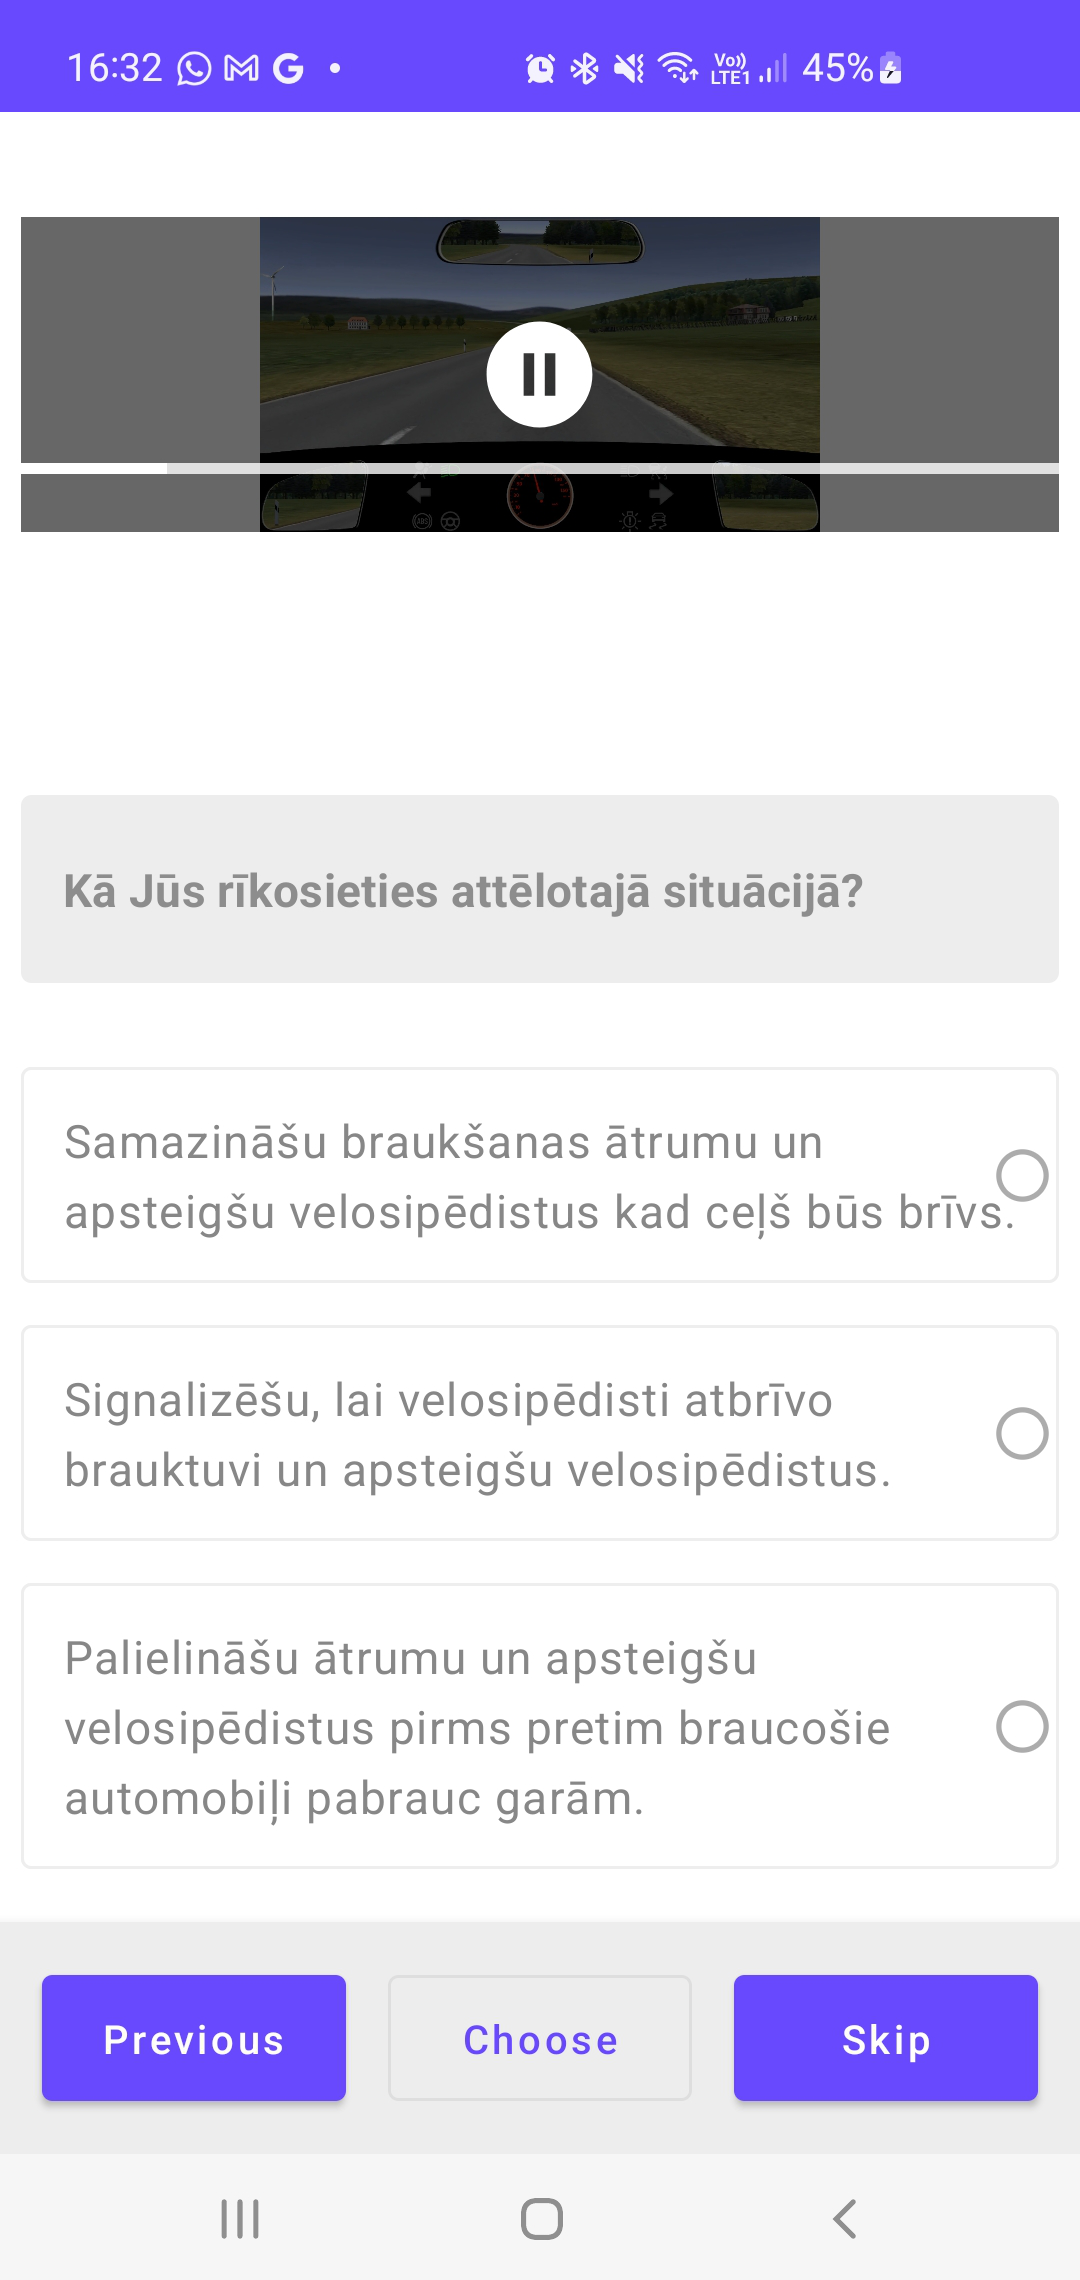 16:32
Vo)) LTE1 45%
Kā Jūs rīkosieties attēlotajā situācijā?
Samazināšu braukšanas ātrumu un
apsteigšu velosipēdistus kad ceļš būs brīvs.
Signalizēšu, lai velosipēdisti atbrīvo
brauktuvi un apsteigšu velosipēdistus.
Palielināšu ātrumu un apsteigšu
velosipēdistus pirms pretim braucošie
automobiļi pabrauc garām.
Previous
Choose
Skip